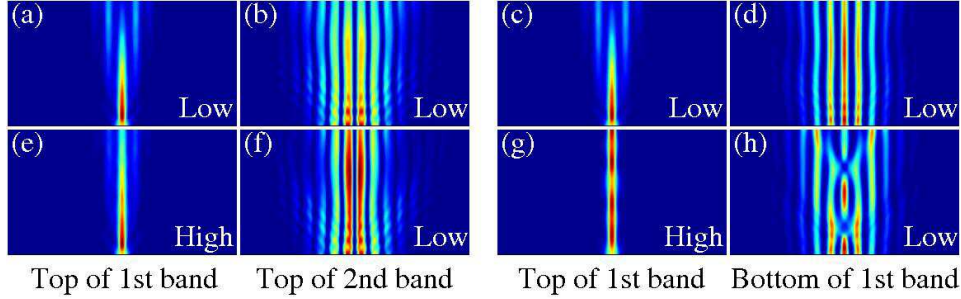 (a) Low (b) Low (c) Low (d) Low
(e) High (f) Low (g) High (h) Low
Top of 1st band Top of 2nd band Top of 1st band Bottom of 1st band